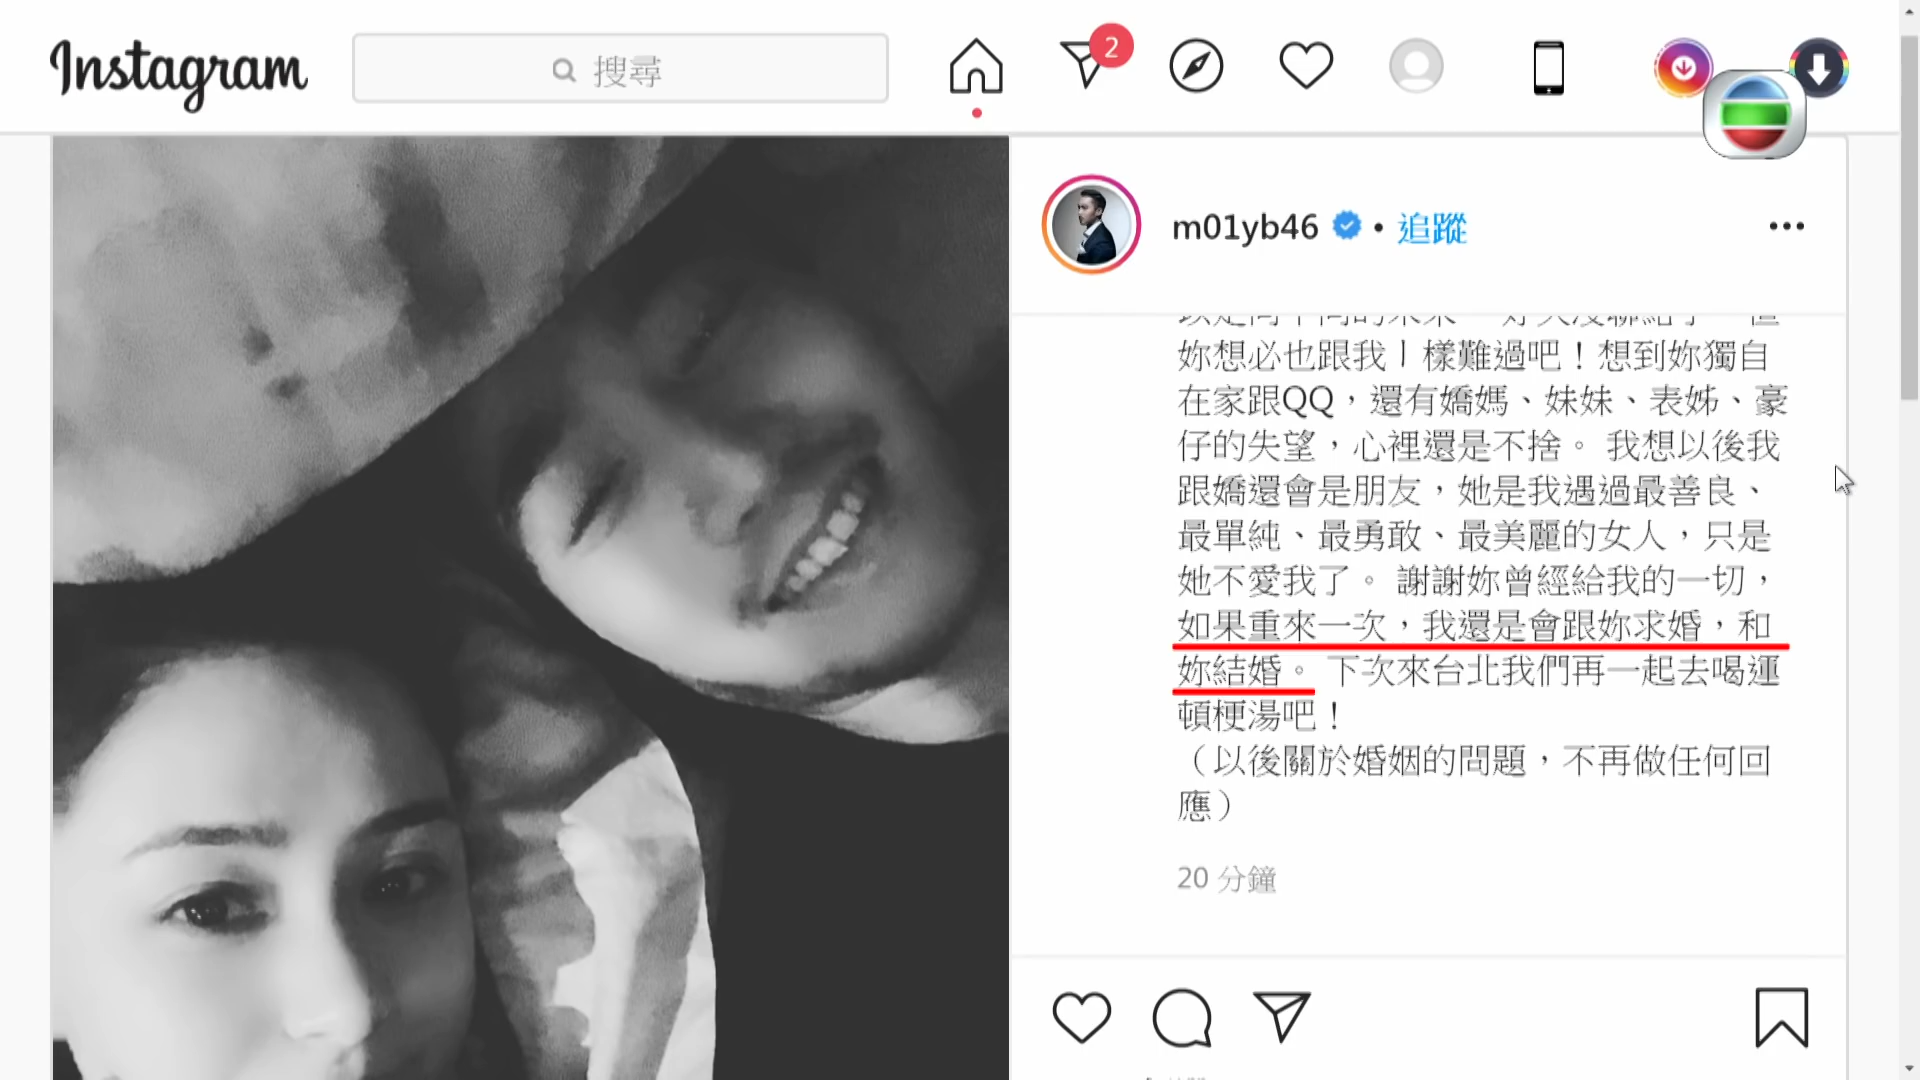 Instagram
搜尋
2
m01yb46 • 追蹤
妳想必也跟我一樣難過吧！想到妳獨自
在家跟QQ，還有嬌媽、妹妹、表姊、豪
仔的失望，心裡還是不捨。 我想以後我
跟嬌還會是朋友，她是我遇過最善良、
最單純、最勇敢、最美麗的女人，只是
她不愛我了。 謝謝妳曾經給我的一切，
如果重來一次，我還是會跟妳求婚，和
妳結婚。 下次來台北我們再一起去喝運
頓梗湯吧！
（以後關於婚姻的問題，不再做任何回
應）
20 分鐘